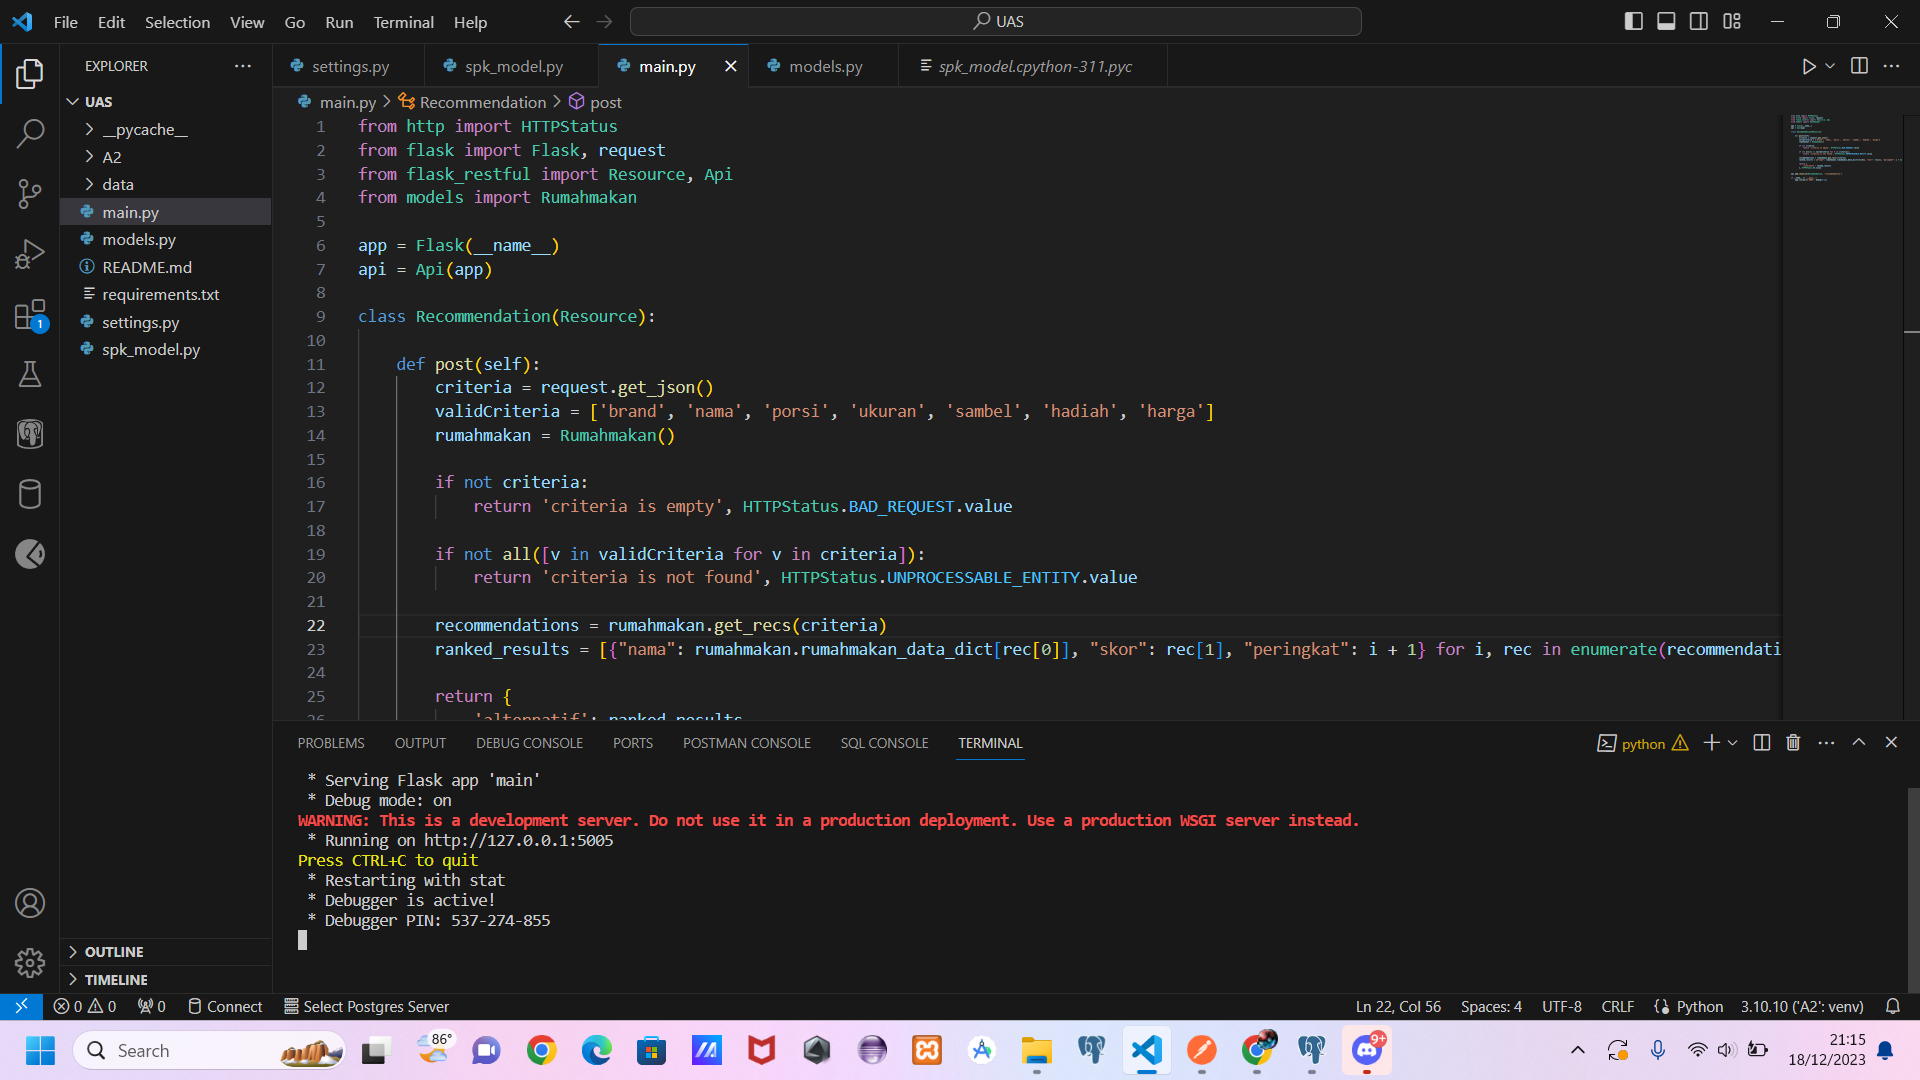 File Edit Selection View Go Run Terminal Help
UAS
EXPLORER
UAS
__pycache__
A2
data
main.py
models.py
README.md
requirements.txt
settings.py
spk_model.py
OUTLINE
TIMELINE
1
settings.py spk_model.py main.py models.py spk_model.cpython-311.pyc
main.py > Recommendation > post
1 from http import HTTPStatus
2 from flask import Flask, request
3 from flask_restful import Resource, Api
4 from models import Rumahmakan
5
6 app = Flask(__name__)
7 api = Api(app)
8
9 class Recommendation(Resource):
10
11 def post(self):
12 criteria = request.get_json()
13 validCriteria = ['brand', 'nama', 'porsi', 'ukuran', 'sambel', 'hadiah', 'harga']
14 rumahmakan = Rumahmakan()
15
16 if not criteria:
17 return 'criteria is empty', HTTPStatus.BAD_REQUEST.value
18
19 if not all([v in validCriteria for v in criteria]):
20 return 'criteria is not found', HTTPStatus.UNPROCESSABLE_ENTITY.value
21
22 recommendations = rumahmakan.get_recs(criteria)
23 ranked_results = [{"nama": rumahmakan.rumahmakan_data_dict[rec[0]], "skor": rec[1], "peringkat": i + 1} for i, rec in enumerate(recommendati
24
25 return {
26 'alternatif': ranked_results
PROBLEMS OUTPUT DEBUG CONSOLE PORTS POSTMAN CONSOLE SQL CONSOLE TERMINAL
python
* Serving Flask app 'main'
* Debug mode: on
WARNING: This is a development server. Do not use it in a production deployment. Use a production WSGI server instead.
* Running on http://127.0.0.1:5005
Press CTRL+C to quit
* Restarting with stat
* Debugger is active!
* Debugger PIN: 537-274-855
0 0 0 Connect Select Postgres Server
Ln 22, Col 56 Spaces: 4 UTF-8 CRLF Python 3.10.10 ('A2': venv)
Search
86°
9+
21:15
18/12/2023